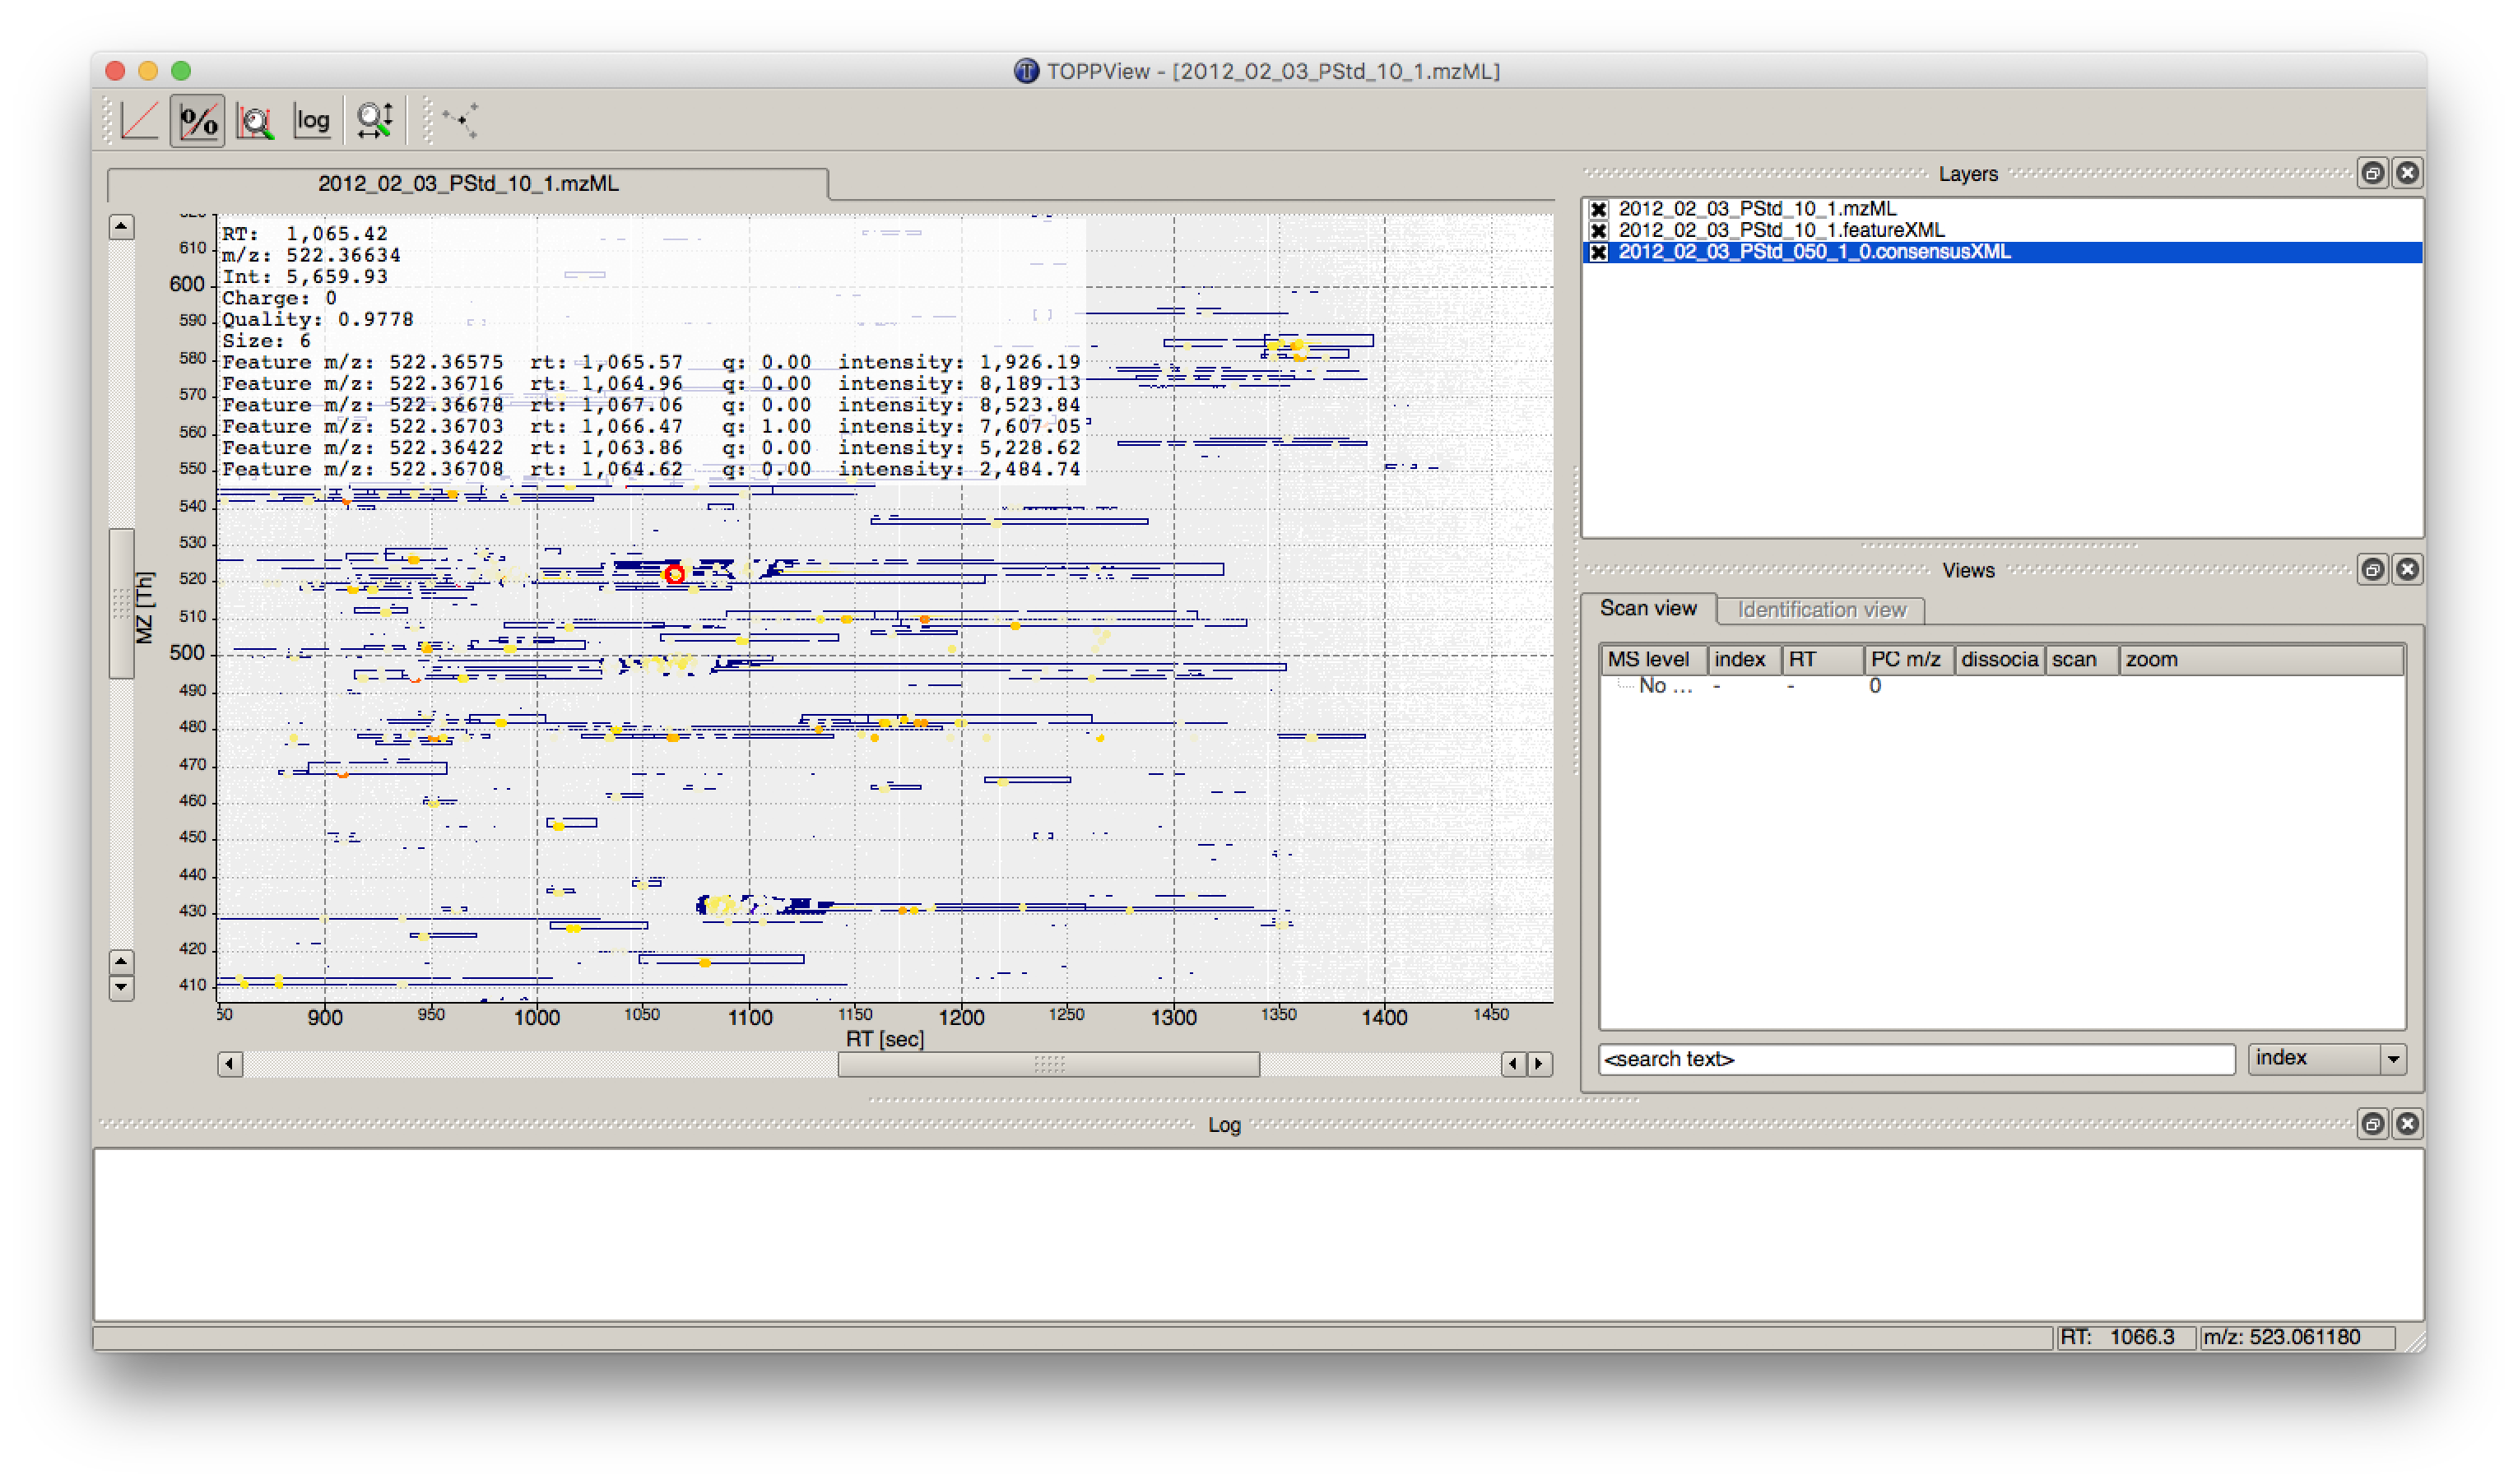 TOPPView - [2012_02_03_PStd_10_1.mzML]
% log
2012_02_03_PStd_10_1.mzML
RT: 1,065.42
m/z: 522.36634
Int: 5,659.93
Charge: 0
Quality: 0.9778
Size: 6
Feature m/z: 522.36575 rt: 1,065.57 q: 0.00 intensity: 1,926.19
Feature m/z: 522.36716 rt: 1,064.96 q: 0.00 intensity: 8,189.13
Feature m/z: 522.36678 rt: 1,067.06 q: 0.00 intensity: 8,523.84
Feature m/z: 522.36703 rt: 1,066.47 q: 1.00 intensity: 7,607.05
Feature m/z: 522.36422 rt: 1,063.86 q: 0.00 intensity: 5,228.62
Feature m/z: 522.36708 rt: 1,064.62 q: 0.00 intensity: 2,484.74
610
600
590
580
570
560
550
540
530
520
510
500
490
480
470
460
450
440
430
420
410
MZ [Th]
900 950 1000 1050 1100 1150 1200 1250 1300 1350 1400 1450
RT [sec]
Layers
2012_02_03_PStd_10_1.mzML
2012_02_03_PStd_10_1.featureXML
2012_02_03_PStd_050_1_0.consensusXML
Views
Scan view Identification view
MS level index RT PC m/z dissocia scan zoom
No ... - - 0
<search text> index
Log
RT: 1066.3 m/z: 523.061180